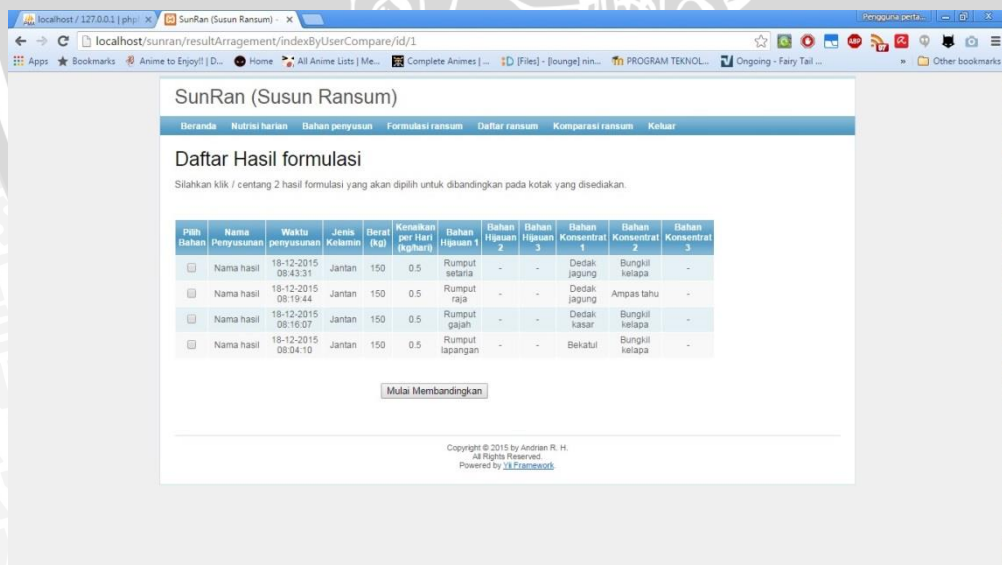 localhost / 127.0.0.1 | php
SunRan (Susun Ransum) -
Pengguna perta...
localhost/sunran/resultArragement/indexByUserCompare/id/1
Apps Bookmarks Anime to Enjoy!! | D... Home All Anime Lists | Me... Complete Animes | ... [Files] - [lounge] nin... PROGRAM TEKNOL... Ongoing - Fairy Tail ... » Other bookmarks
SunRan (Susun Ransum)
Beranda Nutrisi harian Bahan penyusun Formulasi ransum Daftar ransum Komparasi ransum Keluar
Daftar Hasil formulasi
Silahkan klik / centang 2 hasil formulasi yang akan dipilih untuk dibandingkan pada kotak yang disediakan.
Pilih Bahan Nama Penyusunan Waktu penyusunan Jenis Kelamin Berat (kg) Kenaikan per Hari (kg/hari) Bahan Hijauan 1 Bahan Hijauan 2 Bahan Hijauan 3 Bahan Konsentrat 1 Bahan Konsentrat 2 Bahan Konsentrat 3
Nama hasil 18-12-2015 08:43:31 Jantan 150 0.5 Rumput setaria - - Dedak jagung Bungkil kelapa -
Nama hasil 18-12-2015 08:19:44 Jantan 150 0.5 Rumput raja - - Dedak jagung Ampas tahu -
Nama hasil 18-12-2015 08:16:07 Jantan 150 0.5 Rumput gajah - - Dedak kasar Bungkil kelapa -
Nama hasil 18-12-2015 08:04:10 Jantan 150 0.5 Rumput lapangan - - Bekatul Bungkil kelapa -
Mulai Membandingkan
Copyright © 2015 by Andrian R. H.
All Rights Reserved.
Powered by Yii Framework.